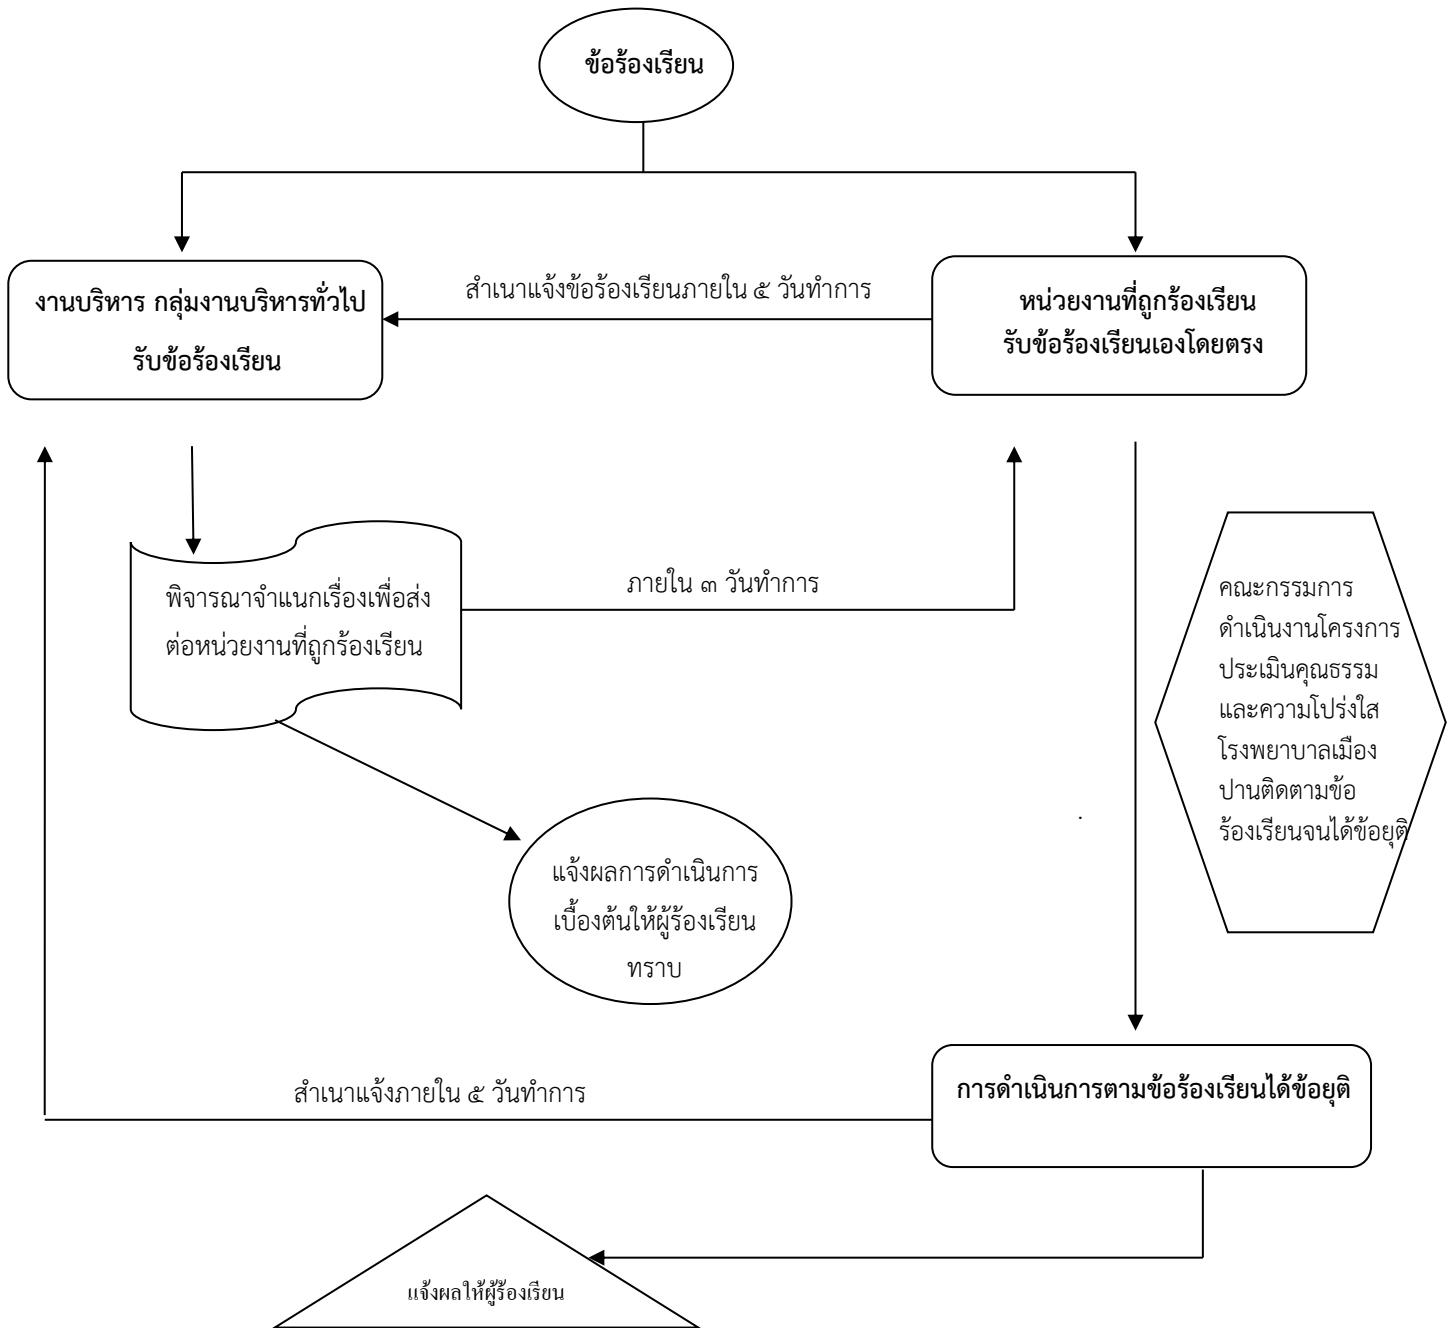 ข้อร้องเรียน
งานบริหาร กลุ่มงานบริหารทั่วไป
รับข้อร้องเรียน
สำเนาแจ้งข้อร้องเรียนภายใน ๕ วันทำการ
หน่วยงานที่ถูกร้องเรียน
รับข้อร้องเรียนเองโดยตรง
พิจารณาจำแนกเรื่องเพื่อส่ง
ต่อหน่วยงานที่ถูกร้องเรียน
ภายใน ๓ วันทำการ
คณะกรรมการ
ดำเนินงานโครงการ
ประเมินคุณธรรม
และความโปร่งใส
โรงพยาบาลเมือง
ปานติดตามข้อ
ร้องเรียนจนได้ข้อยุติ
แจ้งผลการดำเนินการ
เบื้องต้นให้ผู้ร้องเรียน
ทราบ
สำเนาแจ้งภายใน ๕ วันทำการ
การดำเนินการตามข้อร้องเรียนได้ข้อยุติ
แจ้งผลให้ผู้ร้องเรียน